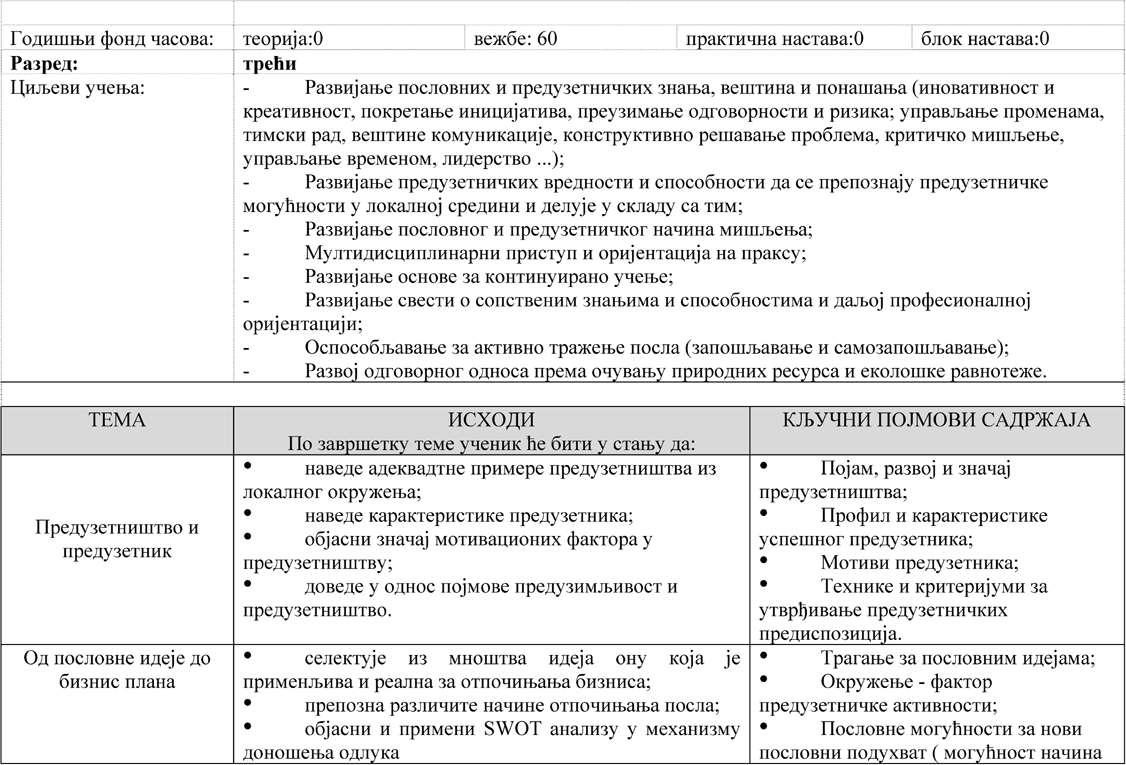 Годишњи фонд часова: теорија:0 вежбе: 60 практична настава:0 блок настава:0
Разред: трећи
Циљеви учења: - Развијање пословних и предузетничких знања, вештина и понашања (иновативност и
креативност, покретање иницијатива, преузимање одговорности и ризика; управљање променама,
тимски рад, вештине комуникације, конструктивно решавање проблема, критичко мишљење,
управљање временом, лидерство ...);
- Развијање предузетничких вредности и способности да се препознају предузетничке
могућности у локалној средини и делује у складу са тим;
- Развијање пословног и предузетничког начина мишљења;
- Мултидисциплинарни приступ и оријентација на праксу;
- Развијање основе за континуирано учење;
- Развијање свести о сопственим знањима и способностима и даљој професионалној
оријентацији;
- Оспособљавање за активно тражење посла (запошљавање и самозапошљавање);
- Развој одговорног односа према очувању природних ресурса и еколошке равнотеже.
ТЕМА
ИСХОДИ
По завршетку теме ученик ће бити у стању да:
КЉУЧНИ ПОЈМОВИ САДРЖАЈА
Предузетништво и
предузетник
• наведе адеквадтне примере предузетништва из
локалног окружења;
• наведе карактеристике предузетника;
• објасни значај мотивационих фактора у
предузетништву;
• доведе у однос појмове предузимљивост и
предузетништво.
• Појам, развој и значај
предузетништва;
• Профил и карактеристике
успешног предузетника;
• Мотиви предузетника;
• Технике и критеријуми за
утврђивање предузетничких
предиспозиција.
Од пословне идеје до
бизнис плана
• селектује из мноштва идеја ону која је
применљива и реална за отпочињања бизниса;
• препозна различите начине отпочињања посла;
• објасни и примени SWOT анализу у механизму
доношења одлука
• Трагање за пословним идејама;
• Окружење - фактор
предузетничке активности;
• Пословне могућности за нови
пословни подухват ( могућност начина